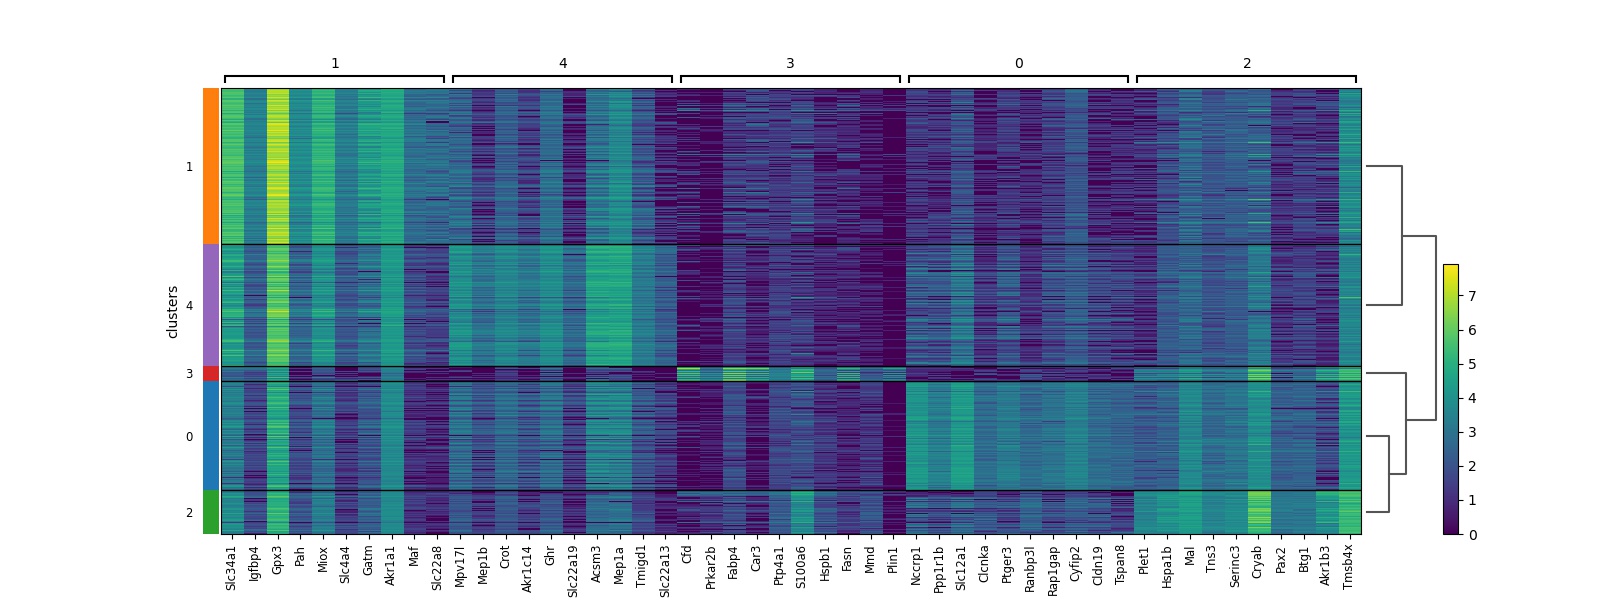 1 4 3 0 2
clusters
1
4
3
0
2
7
6
5
4
3
2
1
0
Slc34a1
Igfbp4
Gpx3
Pah
Miox
Slc4a4
Gatm
Akr1a1
Maf
Slc22a8
Mpv17l
Mep1b
Crot
Akr1c14
Ghr
Slc22a19
Acsm3
Mep1a
Tmigd1
Slc22a13
Cfd
Prkar2b
Fabp4
Car3
Ptp4a1
S100a6
Hspb1
Fasn
Mmd
Plin1
Nccrp1
Ppp1r1b
Slc12a1
Clcnka
Ptger3
Ranbp3l
Rap1gap
Cyfip2
Cldn19
Tspan8
Plet1
Hspa1b
Mal
Tns3
Serinc3
Cryab
Pax2
Btg1
Akr1b3
Tmsb4x